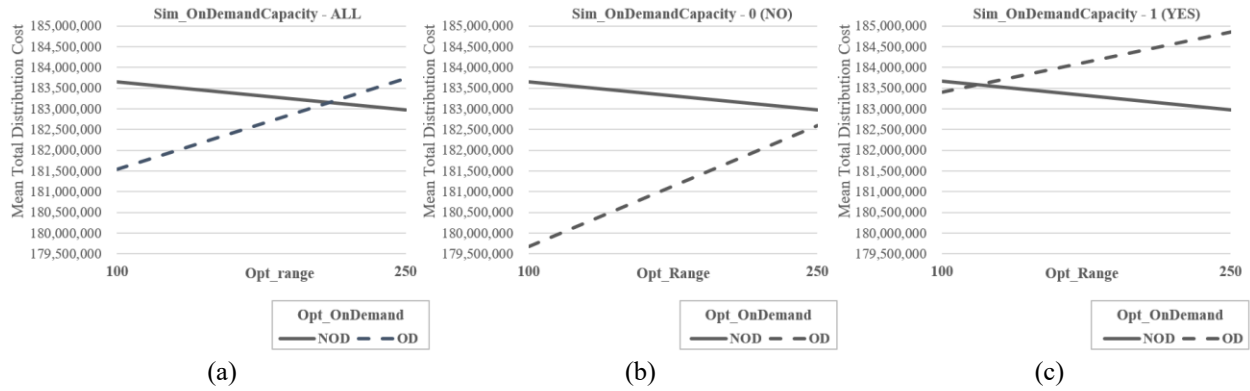 Sim_OnDemandCapacity - ALL
Mean Total Distribution Cost
185,000,000
184,500,000
184,000,000
183,500,000
183,000,000
182,500,000
182,000,000
181,500,000
181,000,000
180,500,000
180,000,000
179,500,000
100 Opt_range 250
Opt_OnDemand
NOD OD
(a)
Sim_OnDemandCapacity - 0 (NO)
Mean Total Distribution Cost
185,000,000
184,500,000
184,000,000
183,500,000
183,000,000
182,500,000
182,000,000
181,500,000
181,000,000
180,500,000
180,000,000
179,500,000
100 Opt_Range 250
Opt_OnDemand
NOD OD
(b)
Sim_OnDemandCapacity - 1 (YES)
Mean Total Distribution Cost
185,000,000
184,500,000
184,000,000
183,500,000
183,000,000
182,500,000
182,000,000
181,500,000
181,000,000
180,500,000
180,000,000
179,500,000
100 Opt_Range 250
Opt_OnDemand
NOD OD
(c)